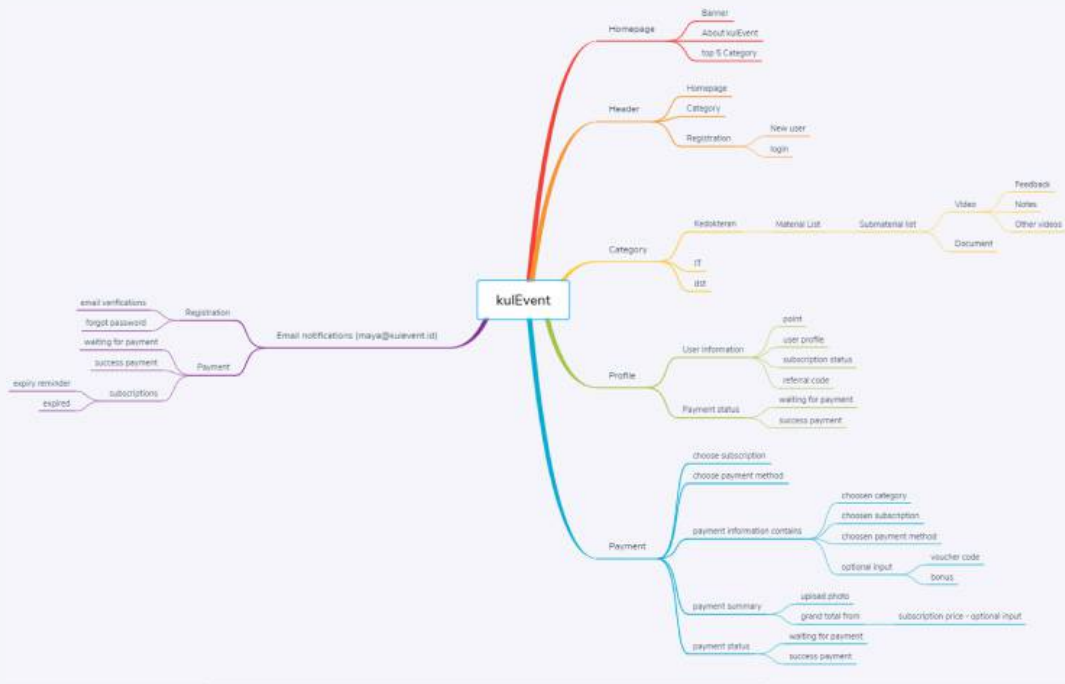 kulEvent
Homepage
Banner
About kulEvent
top 5 Category
Header
Homepage
Category
Registration
New user
login
Category
Kedokteran
Material List
Submaterial list
Video
Feedback
Notes
Other videos
Document
IT
dst
Profile
User Information
point
user profile
subscription status
referral code
Payment status
waiting for payment
success payment
Payment
choose subscription
choose payment method
payment information contains
choosen category
choosen subscription
choosen payment method
optional input
voucher code
bonus
payment summary
upload photo
grand total from
subscription price - optional input
payment status
waiting for payment
success payment
Email notifications (maya@kulevent.id)
Registration
email verifications
forgot password
Payment
waiting for payment
success payment
subscriptions
expiry reminder
expired